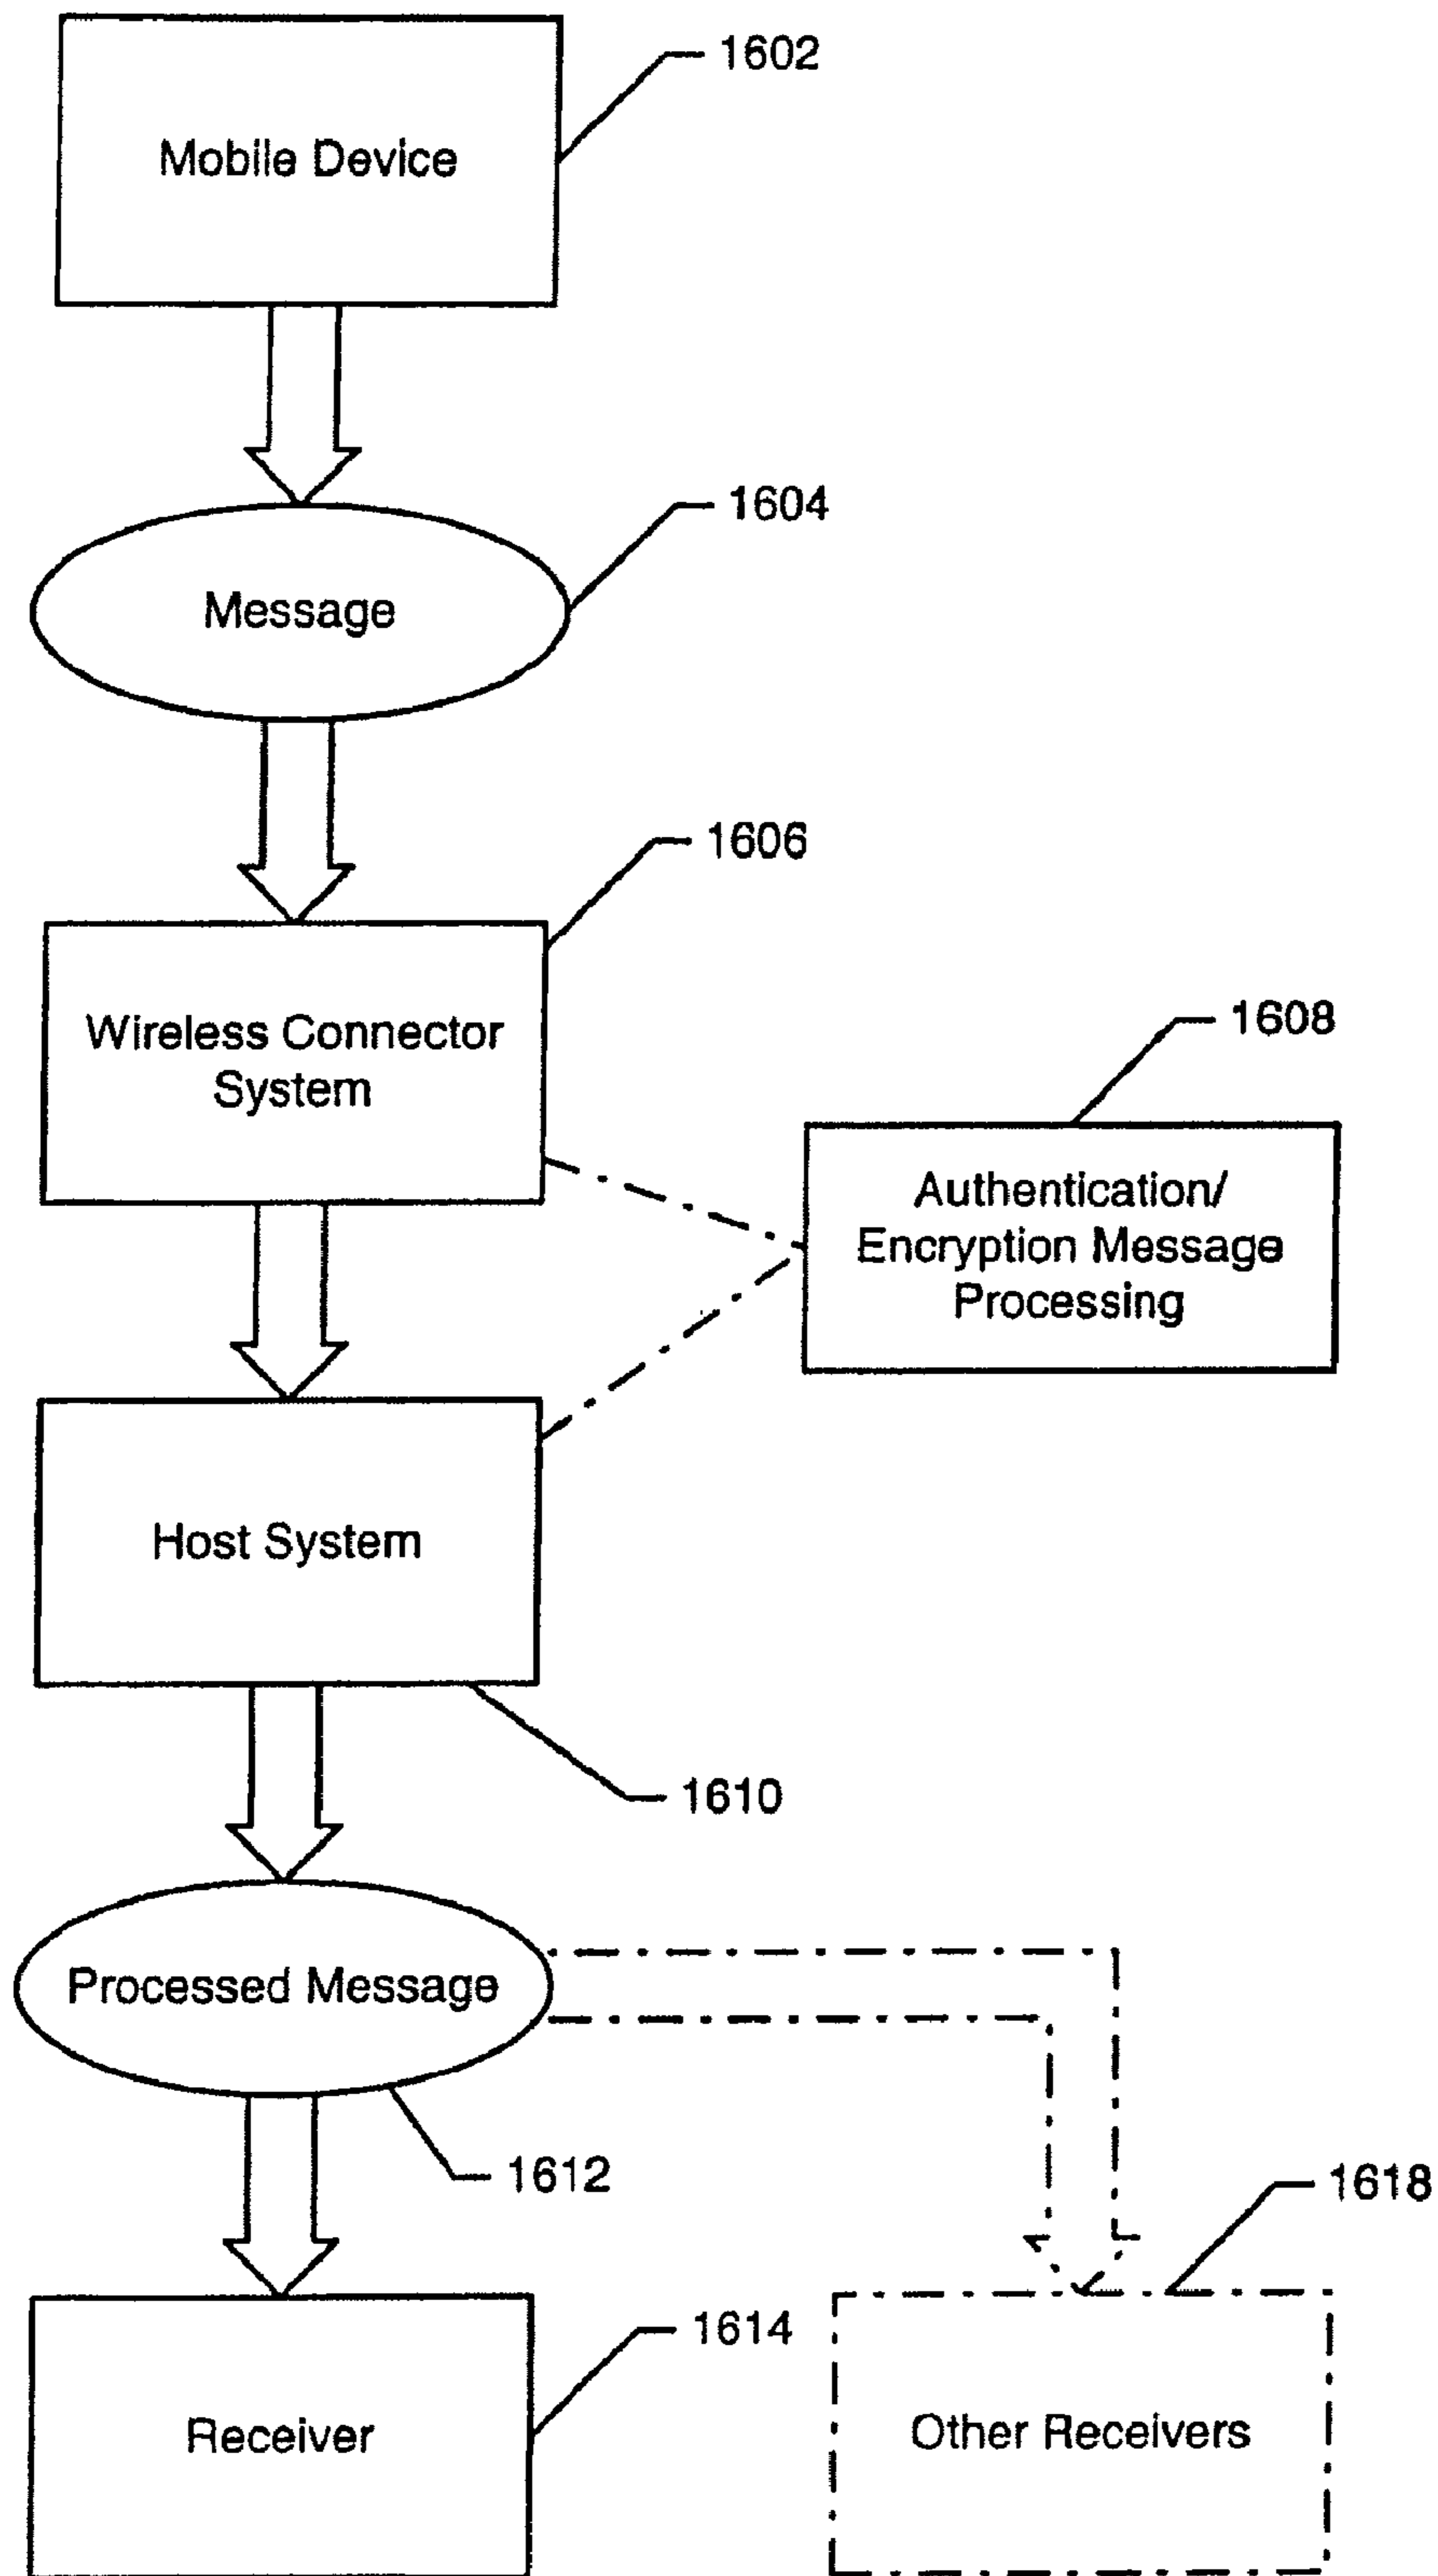 1602
Mobile Device
1604
Message
1606
Wireless Connector
System
1608
Authentication/
Encryption Message
Processing
Host System
1610
Processed Message
1612
1618
1614
Receiver
Other Receivers